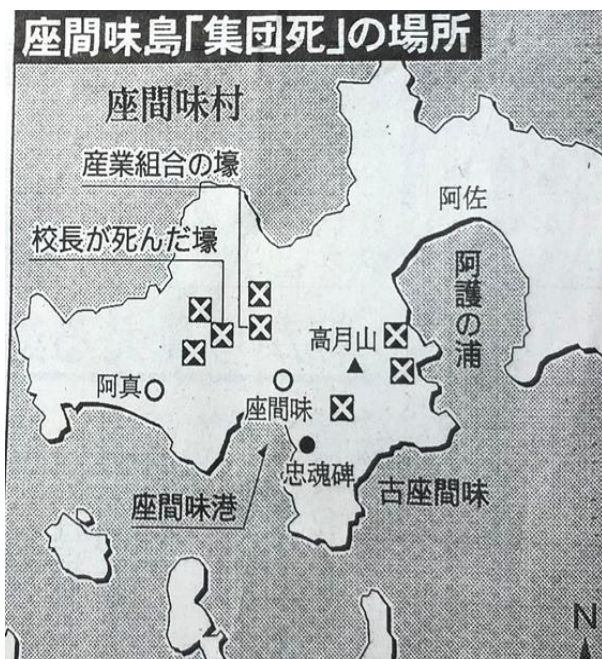 座間味島「集団死」の場所
座間味村
産業組合の壕
阿佐
校長が死んだ壕
阿護の浦
高月山
阿真
座間味
忠魂碑
古座間味
座間味港
N